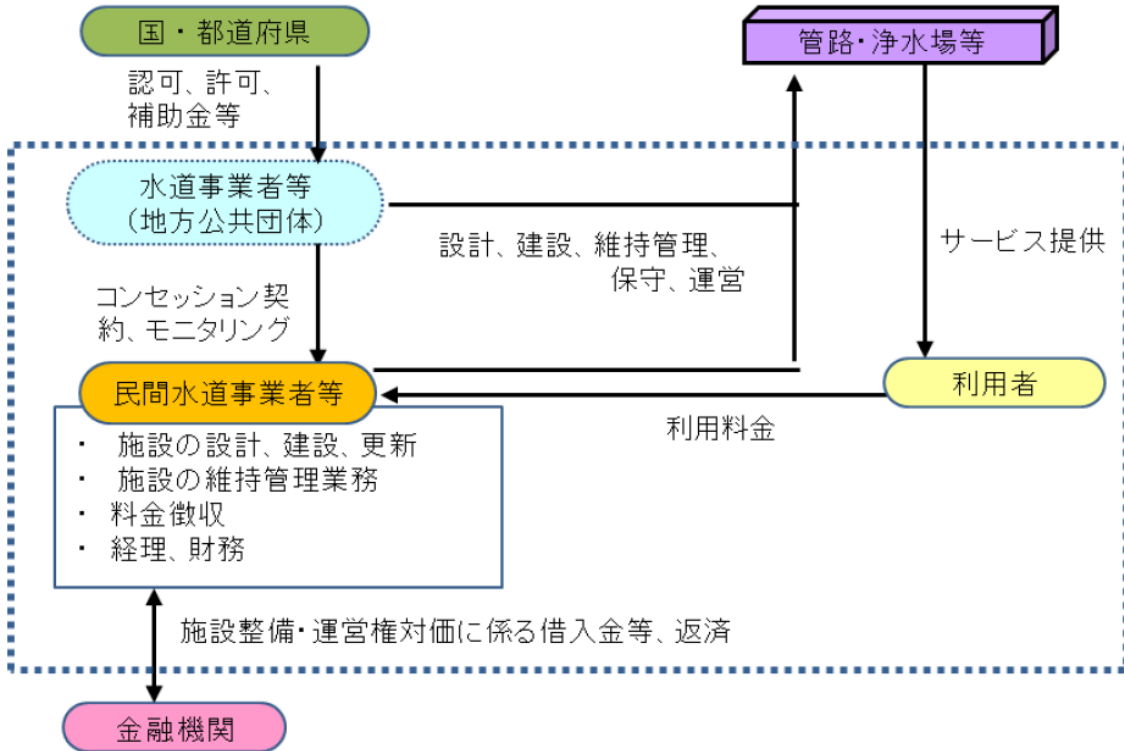 国・都道府県
管路・浄水場等
認可、許可、
補助金等
水道事業者等
（地方公共団体）
設計、建設、維持管理、
保守、運営
サービス提供
コンセッション契
約、モニタリング
民間水道事業者等
利用者
利用料金
・ 施設の設計、建設、更新
・ 施設の維持管理業務
・ 料金徴収
・ 経理、財務
施設整備・運営権対価に係る借入金等、返済
金融機関